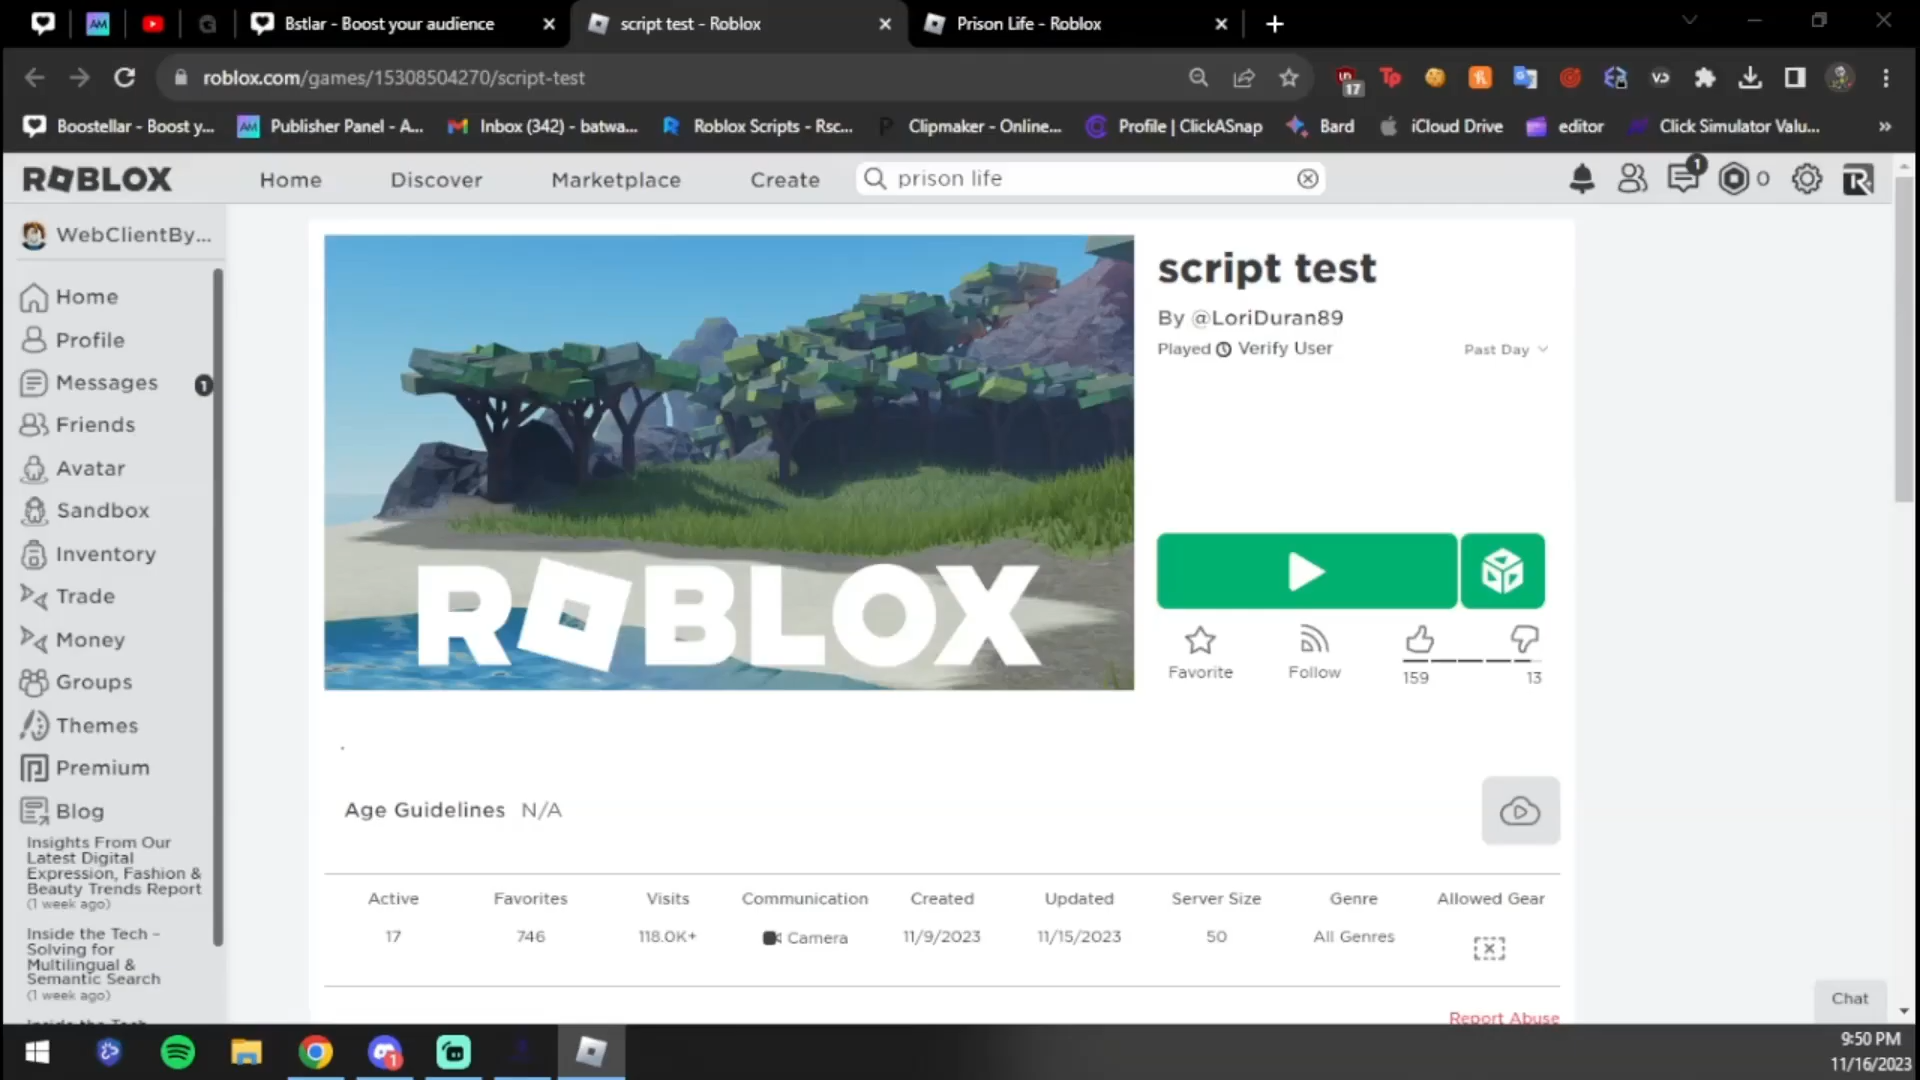 Bstlar - Boost your audience
script test - Roblox
Prison Life - Roblox
roblox.com/games/15308504270/script-test
17
Boostellar - Boost y...
Publisher Panel - A...
Inbox (342) - batwa...
Roblox Scripts - Rsc...
Clipmaker - Online...
Profile | ClickASnap
Bard
iCloud Drive
editor
Click Simulator Valu...
»
ROBLOX
Home
Discover
Marketplace
Create
prison life
1
0
WebClientBy...
Home
Profile
Messages
1
Friends
Avatar
Sandbox
Inventory
Trade
Money
Groups
Themes
Premium
Blog
Insights From Our
Latest Digital
Expression, Fashion &
Beauty Trends Report
(1 week ago)
Inside the Tech –
Solving for
Multilingual &
Semantic Search
(1 week ago)
ROBLOX
script test
By @LoriDuran89
Played Verify User
Past Day
Favorite
Follow
159
13
.
Age Guidelines N/A
Active
Favorites
Visits
Communication
Created
Updated
Server Size
Genre
Allowed Gear
17
746
118.0K+
Camera
11/9/2023
11/15/2023
50
All Genres
Report Abuse
Chat
1
9:50 PM
11/16/2023